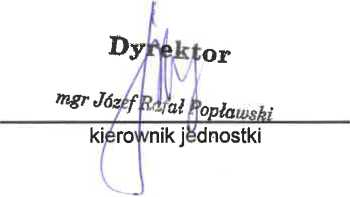 Dyrektor
mgr Józef Rafał Popławski
kierownik jednostki